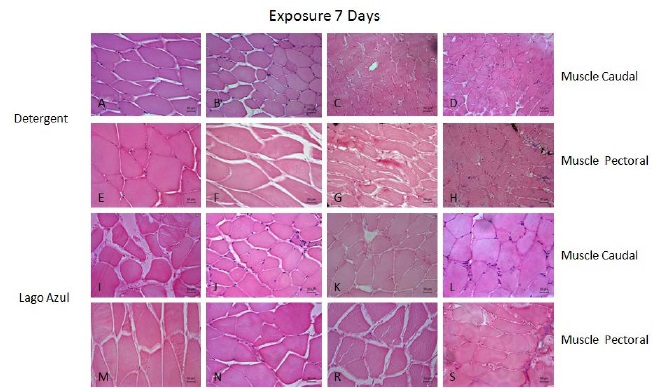 Exposure 7 Days
A B C D Muscle Caudal
Detergent
E F G H Muscle Pectoral
I J K L Muscle Caudal
Lago Azul
M N R S Muscle Pectoral